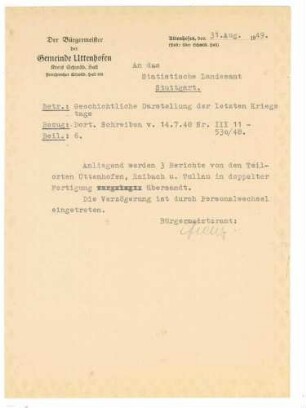 Der Bürgermeister
der
Gemeinde Uttenhofen
Kreis Schwäb. Hall
Uttenhofen, den 31. Aug. 1949.
An das
Statistische Landesamt
Stuttgart.
Betr.: Geschichtliche Darstellung der letzten Kriegs
tage
Bezug: Dort. Schreiben v. 14.7.48 Nr. III 11 -
534/48.
Beil.: 6.
Anliegend werden 3 Berichte von den Teil-
orten Uttenhofen, Raibach u. Tullau in doppelter
Fertigung übersandt.
Die Verzögerung ist durch Personalwechsel
eingetreten.
Bürgermeisteramt: